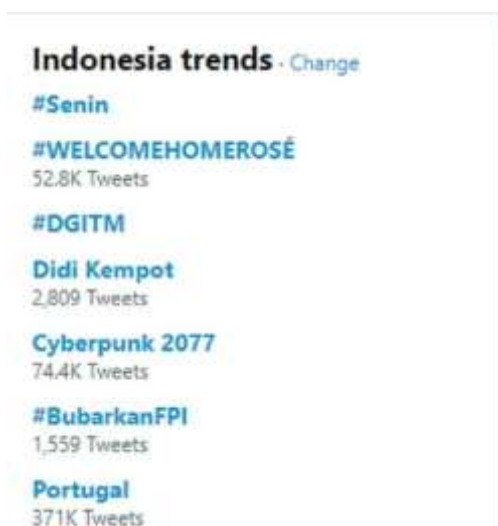 Indonesia trends · Change
#Senin
#WELCOMEHOMEROSÉ
52.8K Tweets
#DGITM
Didi Kempot
2,809 Tweets
Cyberpunk 2077
74.4K Tweets
#BubarkanFPI
1,559 Tweets
Portugal
371K Tweets